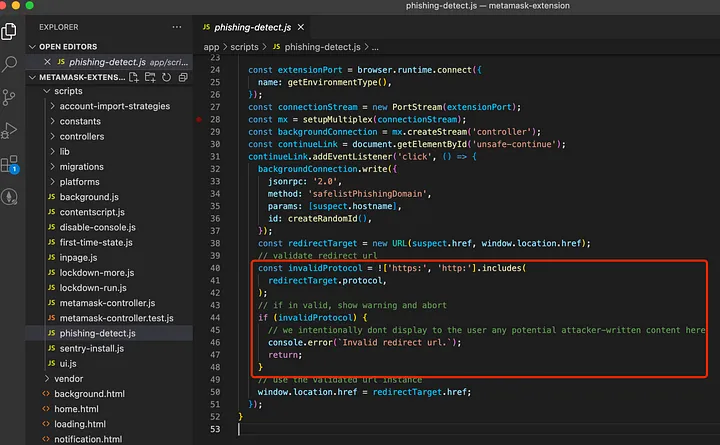 phishing-detect.js — metamask-extension
EXPLORER
OPEN EDITORS
JS phishing-detect.js app/scri...
METAMASK-EXTENS...
scripts
account-import-strategies
constants
controllers
lib
migrations
platforms
JS background.js
JS contentscript.js
JS disable-console.js
JS first-time-state.js
JS inpage.js
JS lockdown-more.js
JS lockdown-run.js
JS metamask-controller.js
JS metamask-controller.test.js
JS phishing-detect.js
JS sentry-install.js
JS ui.js
vendor
background.html
home.html
loading.html
notification.html
1
JS phishing-detect.js
app > scripts > JS phishing-detect.js > ...
23
24 const extensionPort = browser.runtime.connect({
25 name: getEnvironmentType(),
26 });
27 const connectionStream = new PortStream(extensionPort);
28 const mx = setupMultiplex(connectionStream);
29 const backgroundConnection = mx.createStream('controller');
30 const continueLink = document.getElementById('unsafe-continue');
31 continueLink.addEventListener('click', () => {
32 backgroundConnection.write({
33 jsonrpc: '2.0',
34 method: 'safelistPhishingDomain',
35 params: [suspect.hostname],
36 id: createRandomId(),
37 });
38 const redirectTarget = new URL(suspect.href, window.location.href);
39 // validate redirect url
40 const invalidProtocol = !['https:', 'http:'].includes(
41 redirectTarget.protocol,
42 );
43 // if in valid, show warning and abort
44 if (invalidProtocol) {
45 // we intentionally dont display to the user any potential attacker-written content here
46 console.error(`Invalid redirect url.`);
47 return;
48 }
49 // use the validated url instance
50 window.location.href = redirectTarget.href;
51 });
52 }
53